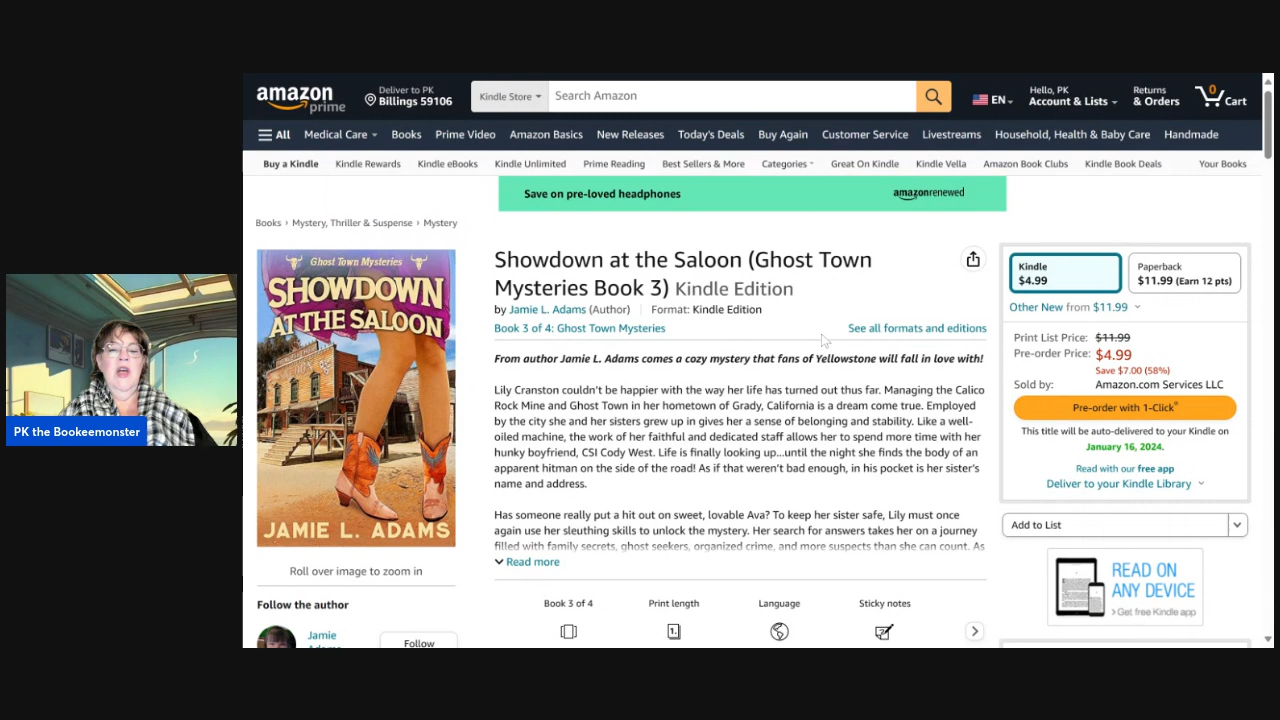 amazon
prime
Deliver to PK
Billings 59106
Kindle Store
Search Amazon
EN
Hello, PK
Account & Lists
Returns
& Orders
0
Cart
All
Medical Care
Books
Prime Video
Amazon Basics
New Releases
Today's Deals
Buy Again
Customer Service
Livestreams
Household, Health & Baby Care
Handmade
Buy a Kindle
Kindle Rewards
Kindle eBooks
Kindle Unlimited
Prime Reading
Best Sellers & More
Categories
Great On Kindle
Kindle Vella
Amazon Book Clubs
Kindle Book Deals
Your Books
Save on pre-loved headphones
amazonrenewed
Books › Mystery, Thriller & Suspense › Mystery
Ghost Town Mysteries
SHOWDOWN
AT THE SALOON
JAMIE L. ADAMS
Roll over image to zoom in
Follow the author
Jamie
Follow
PK the Bookeemonster
Showdown at the Saloon (Ghost Town
Mysteries Book 3) Kindle Edition
by Jamie L. Adams (Author) | Format: Kindle Edition
Book 3 of 4: Ghost Town Mysteries
See all formats and editions
From author Jamie L. Adams comes a cozy mystery that fans of Yellowstone will fall in love with!
Lily Cranston couldn't be happier with the way her life has turned out thus far. Managing the Calico
Rock Mine and Ghost Town in her hometown of Grady, California is a dream come true. Employed
by the city she and her sisters grew up in gives her a sense of belonging and stability. Like a well-
oiled machine, the work of her faithful and dedicated staff allows her to spend more time with her
hunky boyfriend, CSI Cody West. Life is finally looking up...until the night she finds the body of an
apparent hitman on the side of the road! As if that weren't bad enough, in his pocket is her sister's
name and address.
Has someone really put a hit out on sweet, lovable Ava? To keep her sister safe, Lily must once
again use her sleuthing skills to unlock the mystery. Her search for answers takes her on a journey
filled with family secrets, ghost seekers, organized crime, and more suspects than she can count. As
Read more
Book 3 of 4
Print length
Language
Sticky notes
Kindle
$4.99
Paperback
$11.99 (Earn 12 pts)
Other New from $11.99
Print List Price: $11.99
Pre-order Price: $4.99
Save $7.00 (58%)
Sold by: Amazon.com Services LLC
Pre-order with 1-Click®
This title will be auto-delivered to your Kindle on
January 16, 2024.
Read with our free app
Deliver to your Kindle Library
Add to List
READ ON
ANY DEVICE
› Get free Kindle app